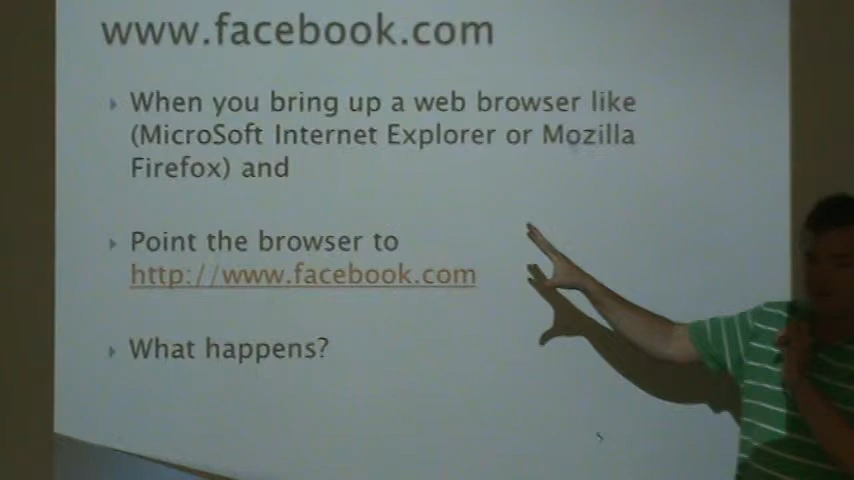 www.facebook.com
When you bring up a web browser like
(MicroSoft Internet Explorer or Mozilla
Firefox) and
Point the browser to
http://www.facebook.com
What happens?